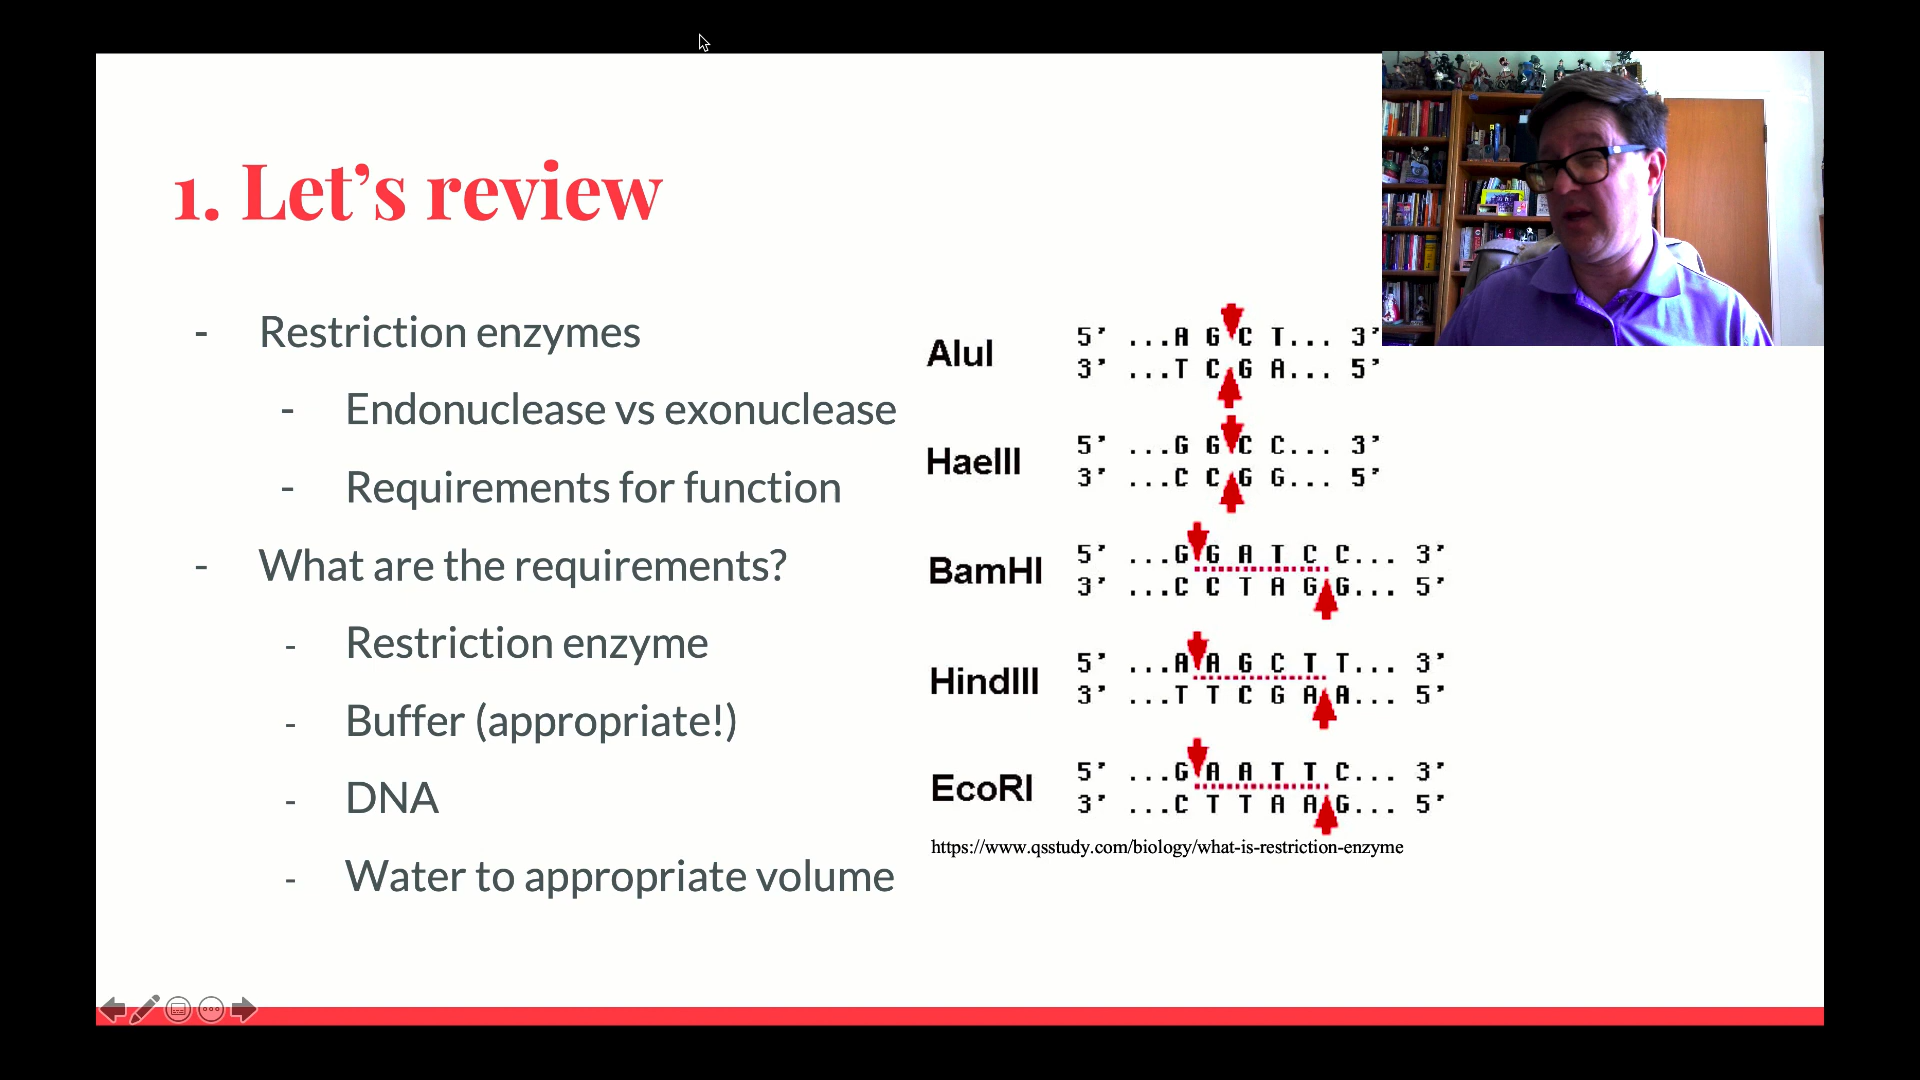 1. Let’s review
- Restriction enzymes
- Endonuclease vs exonuclease
- Requirements for function
- What are the requirements?
- Restriction enzyme
- Buffer (appropriate!)
- DNA
- Water to appropriate volume
AluI
5' ...A G C T... 3'
3' ...T C G A... 5'
HaeIII
5' ...G G C C... 3'
3' ...C C G G... 5'
BamHI
5' ...G G A T C C... 3'
3' ...C C T A G G... 5'
HindIII
5' ...A A G C T T... 3'
3' ...T T C G A A... 5'
EcoRI
5' ...G A A T T C... 3'
3' ...C T T A A G... 5'
https://www.qsstudy.com/biology/what-is-restriction-enzyme